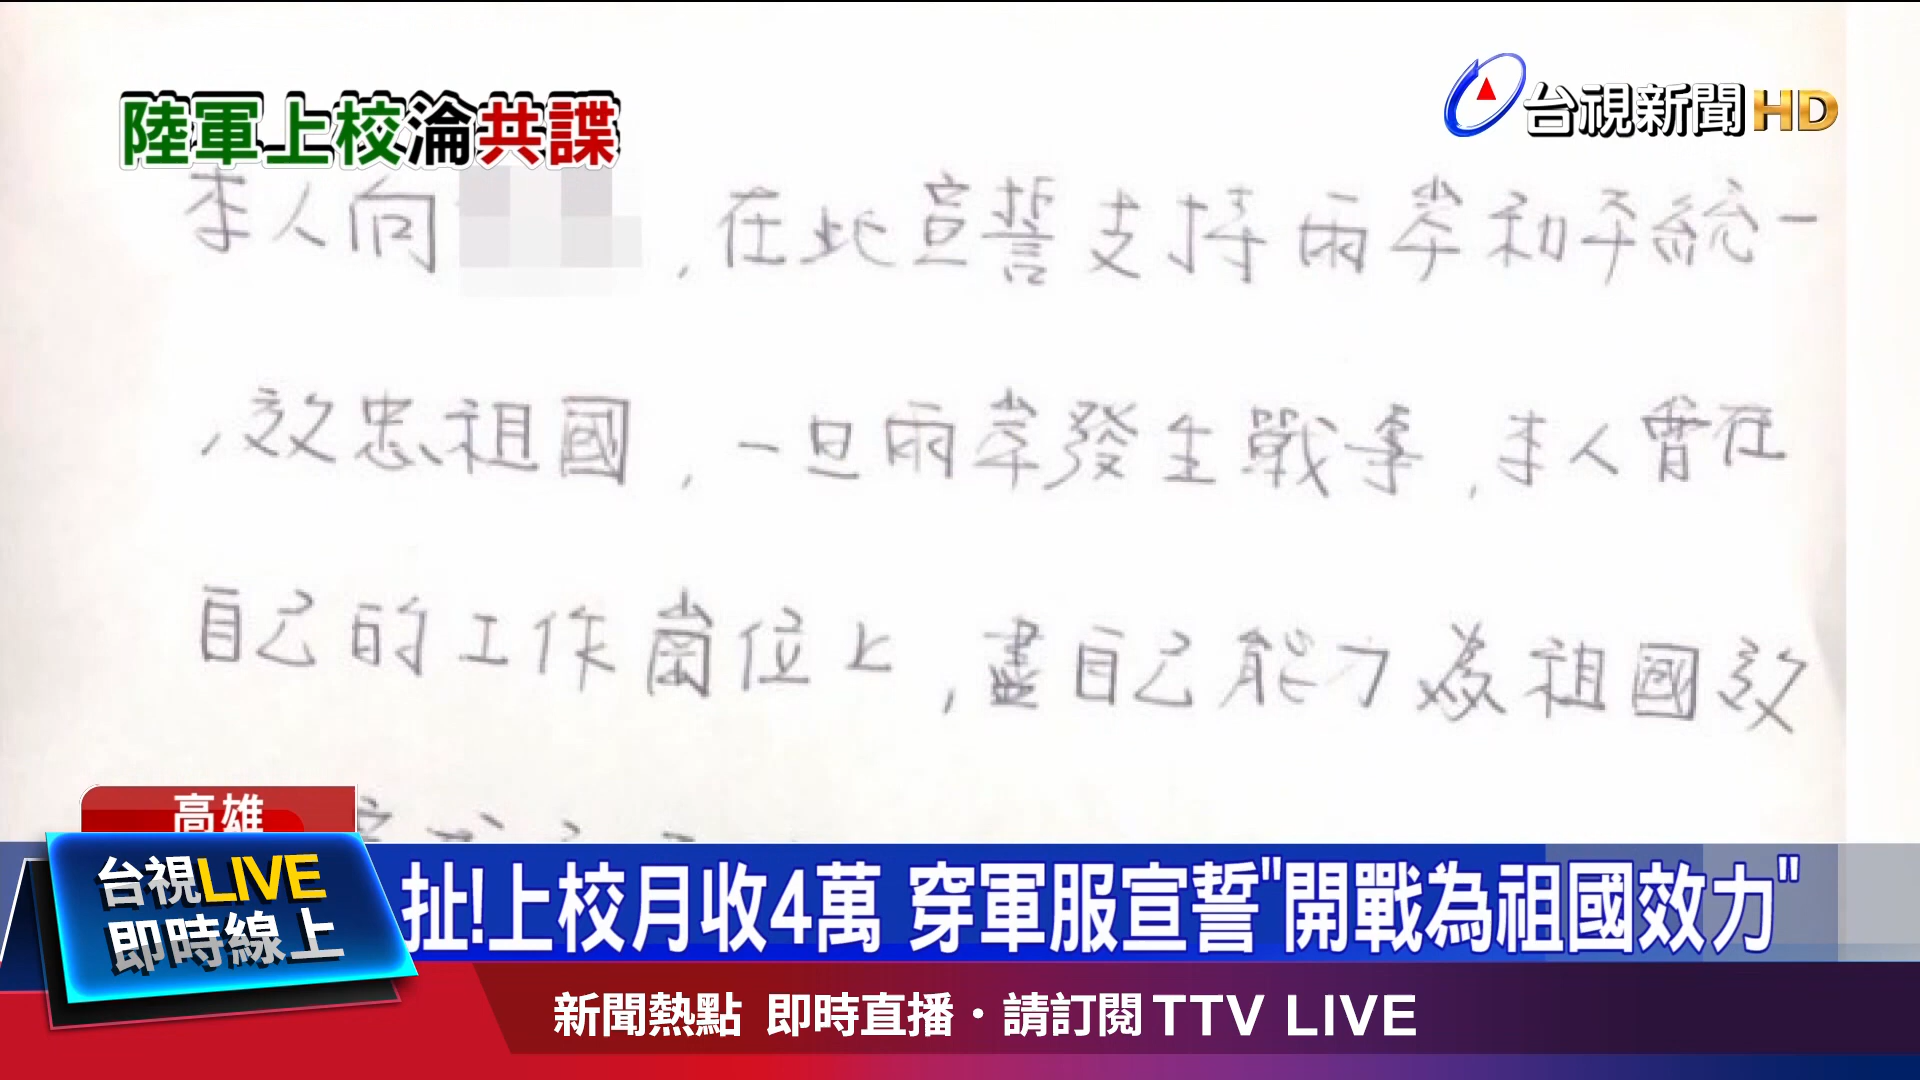 陸軍上校淪共諜
台視新聞HD
本人向,在此宣誓支持兩岸和平統一
,效忠祖國,一旦兩岸發生戰爭,本人會在
自己的工作崗位上,盡自己能力為祖國效
高雄
台視LIVE
即時線上
扯!上校月收4萬 穿軍服宣誓"開戰為祖國效力"
新聞熱點 即時直播·請訂閱TTV LIVE